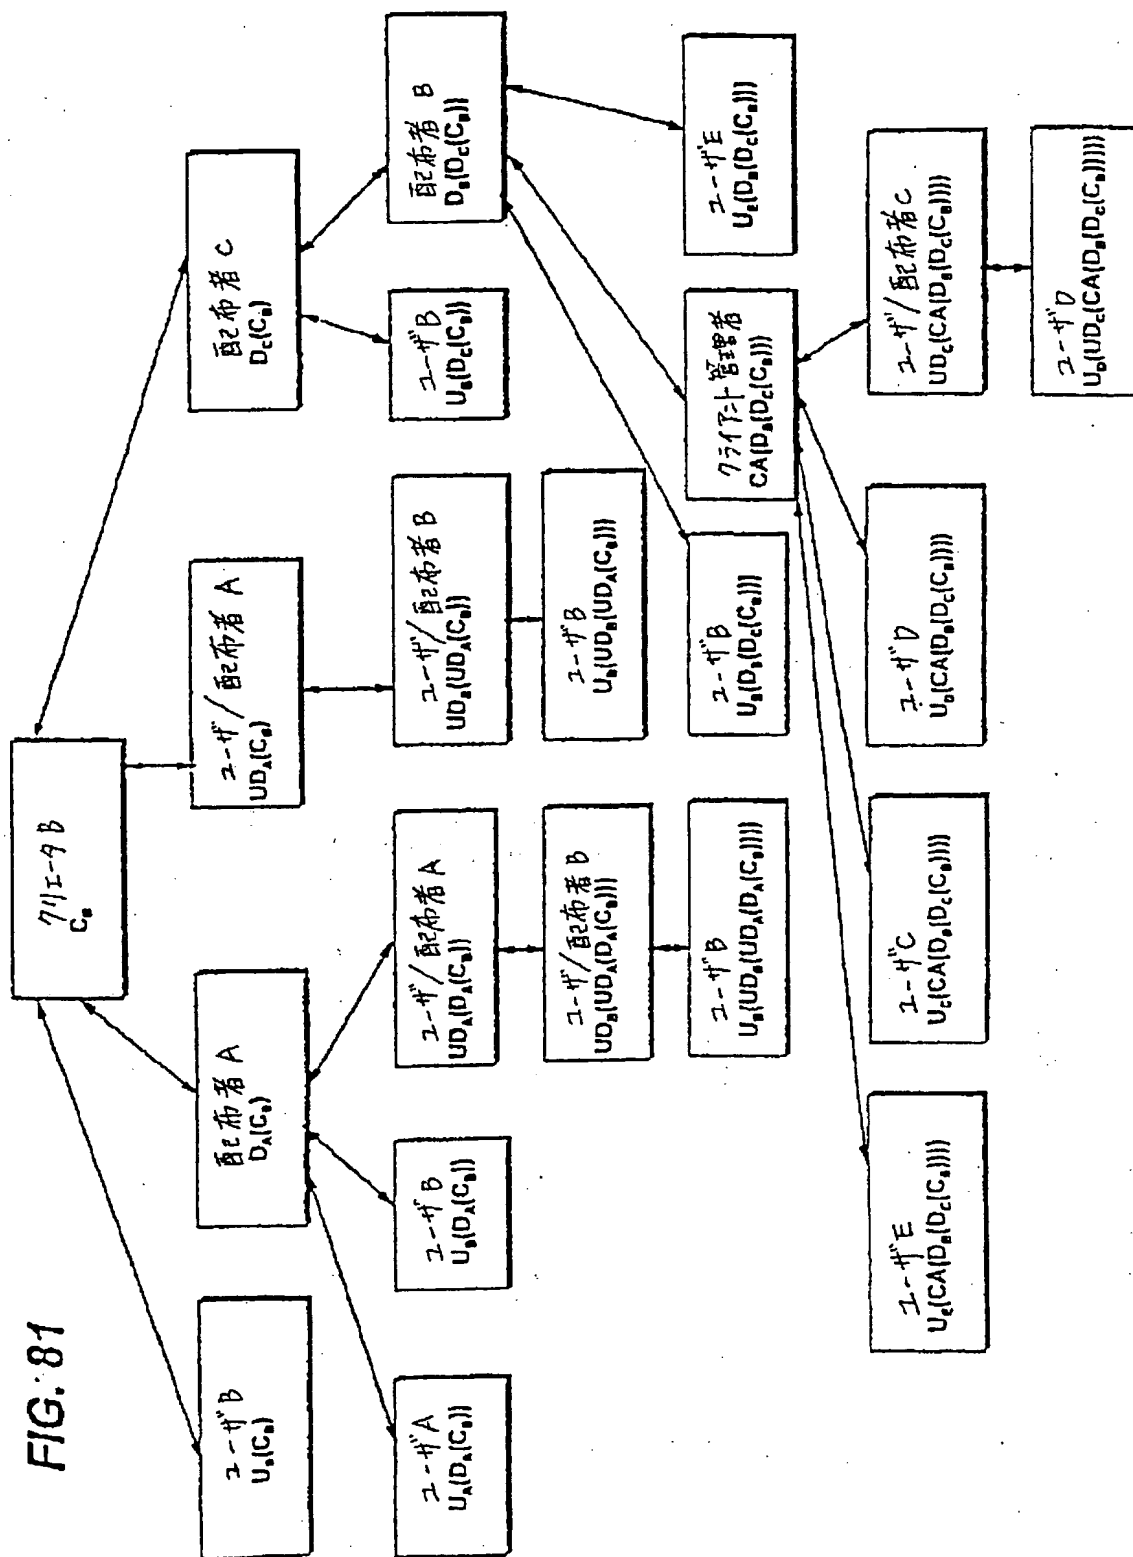 FIG. 81
クリエータB
C_B
ユーザB
U_B(C_B)
配布者A
D_A(C_B)
ユーザ/配布者A
UD_A(C_B)
配布者C
D_C(C_B)
ユーザA
U_A(D_A(C_B))
ユーザB
U_B(D_A(C_B))
ユーザ/配布者A
UD_A(D_A(C_B))
ユーザ/配布者B
UD_B(UD_A(C_B))
ユーザB
U_B(D_C(C_B))
配布者B
D_B(D_C(C_B))
ユーザ/配布者B
UD_B(UD_A(D_A(C_B)))
ユーザB
U_B(UD_B(UD_A(C_B)))
ユーザB
U_B(UD_B(UD_A(D_A(C_B))))
ユーザB
U_B(D_B(D_C(C_B)))
クライアント管理者
CA(D_B(D_C(C_B)))
ユーザE
U_E(D_B(D_C(C_B)))
ユーザE
U_E(CA(D_B(D_C(C_B))))
ユーザC
U_C(CA(D_B(D_C(C_B))))
ユーザD
U_D(CA(D_B(D_C(C_B))))
ユーザ/配布者C
UD_C(CA(D_B(D_C(C_B))))
ユーザD
U_D(UD_C(CA(D_B(D_C(C_B)))))